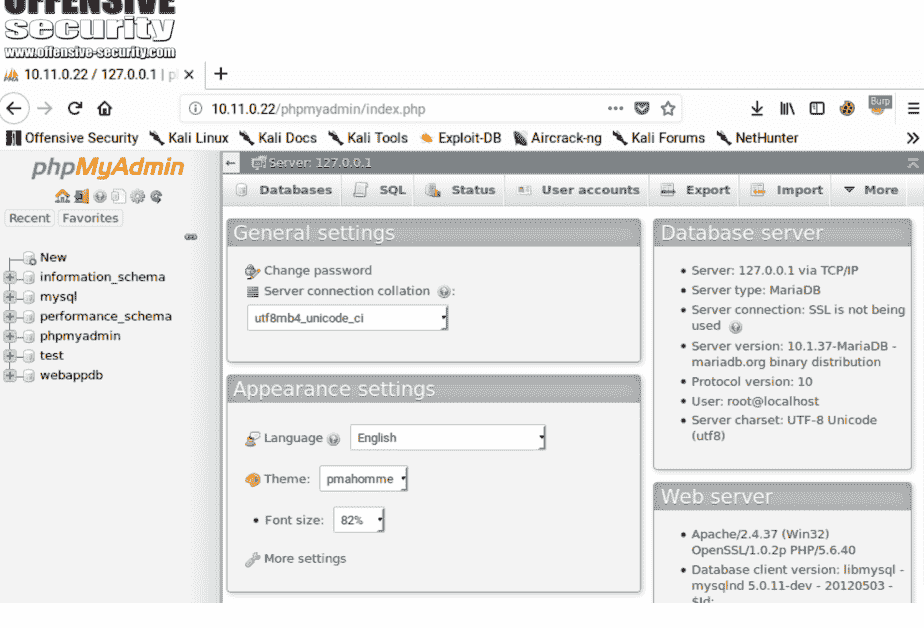 OFFENSIVE
security
www.offensive-security.com
10.11.0.22 / 127.0.0.1 | p
10.11.0.22/phpmyadmin/index.php
Burp
Offensive Security Kali Linux Kali Docs Kali Tools Exploit-DB Aircrack-ng Kali Forums NetHunter
phpMyAdmin
Recent Favorites
New
information_schema
mysql
performance_schema
phpmyadmin
test
webappdb
Server: 127.0.0.1
Databases SQL Status User accounts Export Import More
General settings
Change password
Server connection collation :
utf8mb4_unicode_ci
Appearance settings
Language English
Theme: pmahomme
• Font size: 82%
More settings
Database server
• Server: 127.0.0.1 via TCP/IP
• Server type: MariaDB
• Server connection: SSL is not being
used
• Server version: 10.1.37-MariaDB -
mariadb.org binary distribution
• Protocol version: 10
• User: root@localhost
• Server charset: UTF-8 Unicode
(utf8)
Web server
• Apache/2.4.37 (Win32)
OpenSSL/1.0.2p PHP/5.6.40
• Database client version: libmysql -
mysqlnd 5.0.11-dev - 20120503 -
$Id: